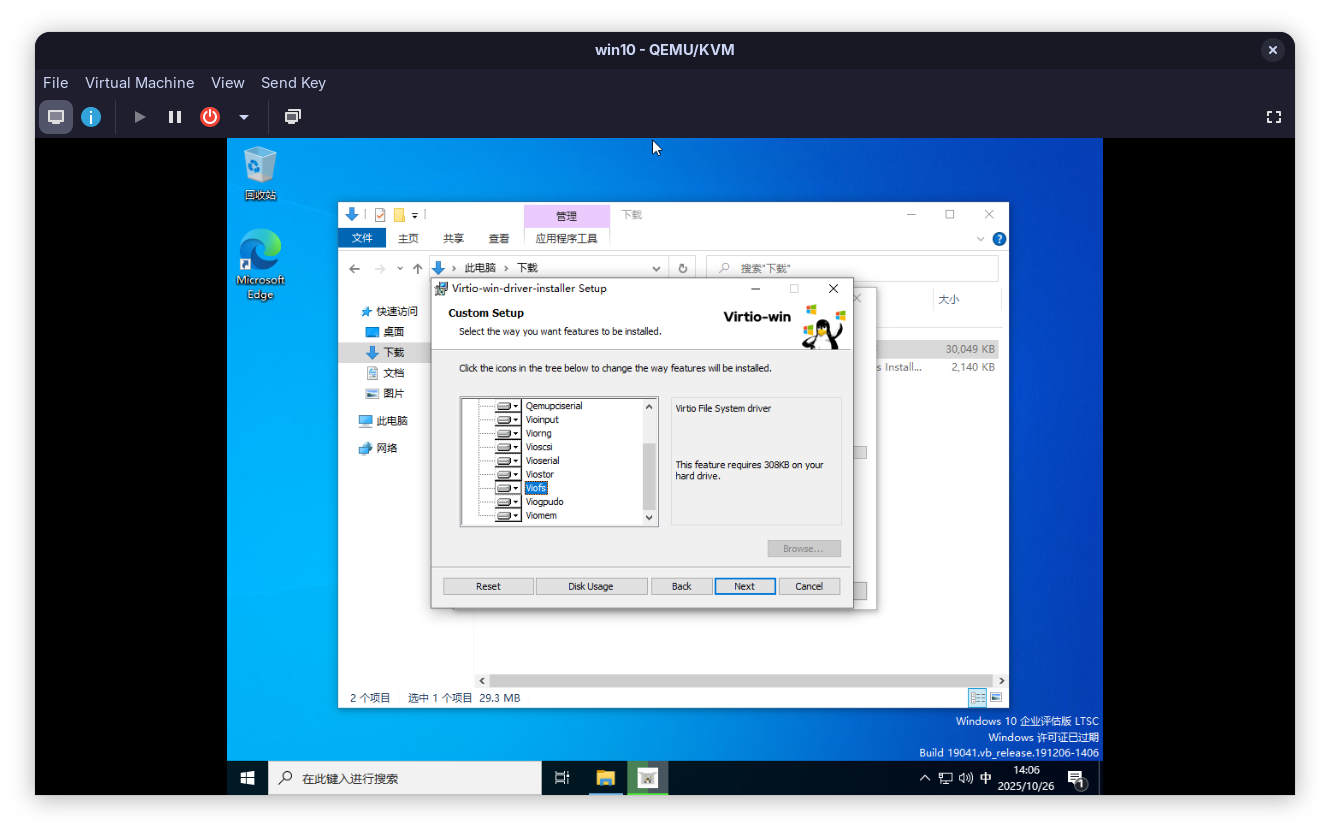 win10 - QEMU/KVM
File Virtual Machine View Send Key
回收站
Microsoft
Edge
管理 下载
文件 主页 共享 查看 应用程序工具
此电脑 下载 搜索"下载"
快速访问
桌面
下载
文档
图片
此电脑
网络
大小
30,049 KB
s Install... 2,140 KB
Virtio-win-driver-installer Setup
Custom Setup
Select the way you want features to be installed.
Virtio-win
Click the icons in the tree below to change the way features will be installed.
Qemupciserial
Vioinput
Viorng
Vioscsi
Vioserial
Viostor
Viofs
Viogpudo
Viomem
Virtio File System driver
This feature requires 308KB on your
hard drive.
Browse...
Reset Disk Usage Back Next Cancel
2 个项目 选中 1 个项目 29.3 MB
Windows 10 企业评估版 LTSC
Windows 许可证已过期
Build 19041.vb_release.191206-1406
在此键入进行搜索
中
14:06
2025/10/26
1